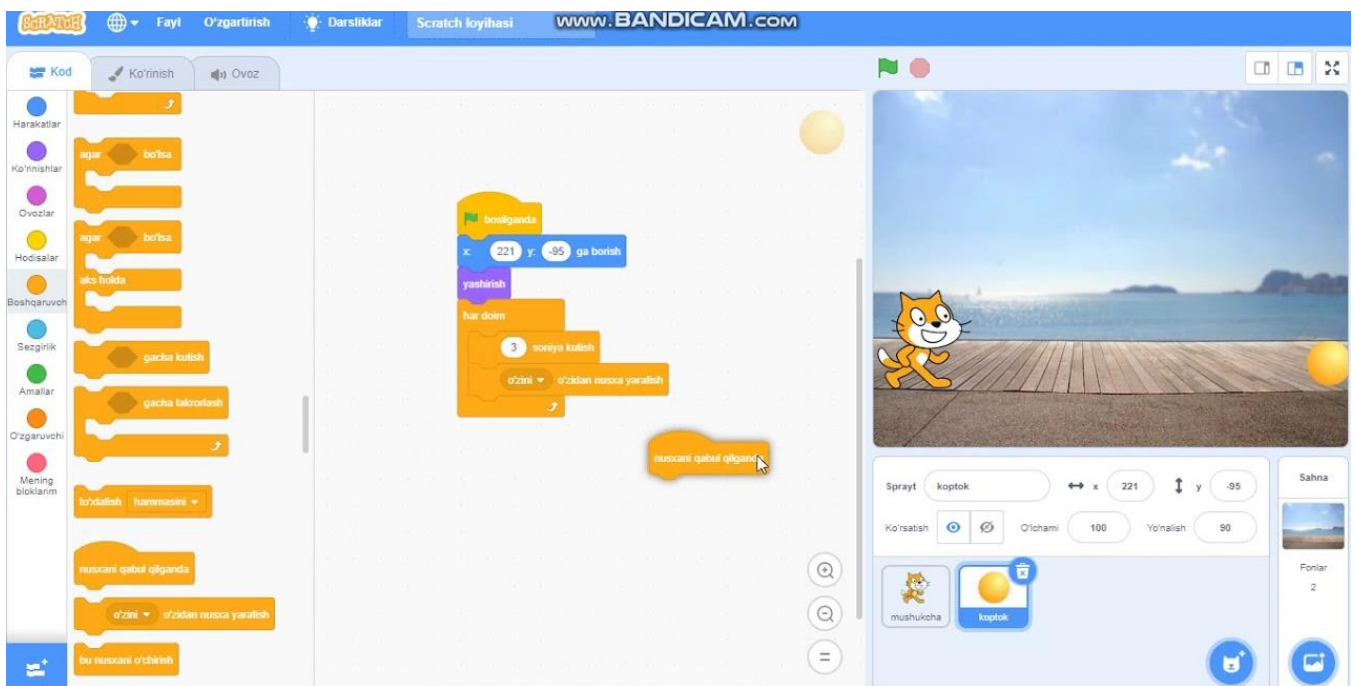 SCRATCH Fayl O'zgartirish Darsliklar Scratch loyihasi WWW.BANDICAM.COM
Kod Ko'rinish Ovoz
Harakatlar
Ko'rinishlar
Ovozlar
Hodisalar
Boshqaruvch
Sezgirlik
Amallar
O'zgaruvchi
Mening
bloklarim
agar bo'lsa
agar bo'lsa
aks holda
gacha kutish
gacha takrorlash
to'xtatish hammasini
nusxani qabul qilganda
o'zini o'zidan nusxa yaratish
bu nusxani o'chirish
bosilganda
x: 221 y: -95 ga borish
yashirish
har doim
3 soniya kutish
o'zini o'zidan nusxa yaratish
nusxani qabul qilganda
Sprayt koptok x 221 y -95
Ko'rsatish O'lchami 100 Yo'nalish 90
mushukcha koptok
Sahna
Fonlar
2